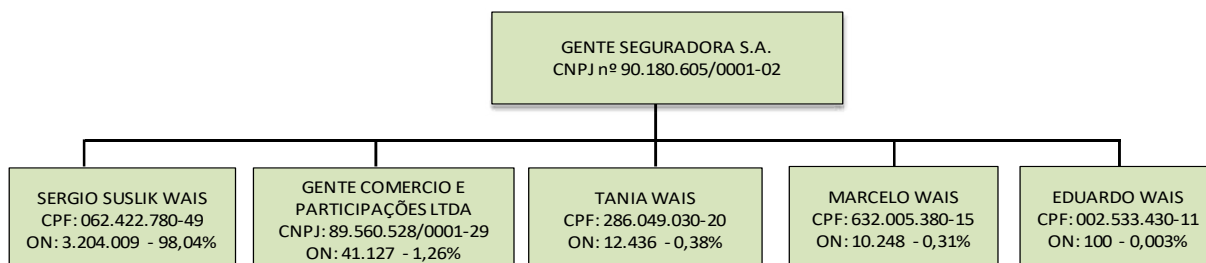 GENTE SEGURADORA S.A.
CNPJ nº 90.180.605/0001-02
SERGIO SUSLIK WAIS
CPF: 062.422.780-49
ON: 3.204.009 - 98,04%
GENTE COMERCIO E
PARTICIPAÇÕES LTDA
CNPJ: 89.560.528/0001-29
ON: 41.127 - 1,26%
TANIA WAIS
CPF: 286.049.030-20
ON: 12.436 - 0,38%
MARCELO WAIS
CPF: 632.005.380-15
ON: 10.248 - 0,31%
EDUARDO WAIS
CPF: 002.533.430-11
ON: 100 - 0,003%